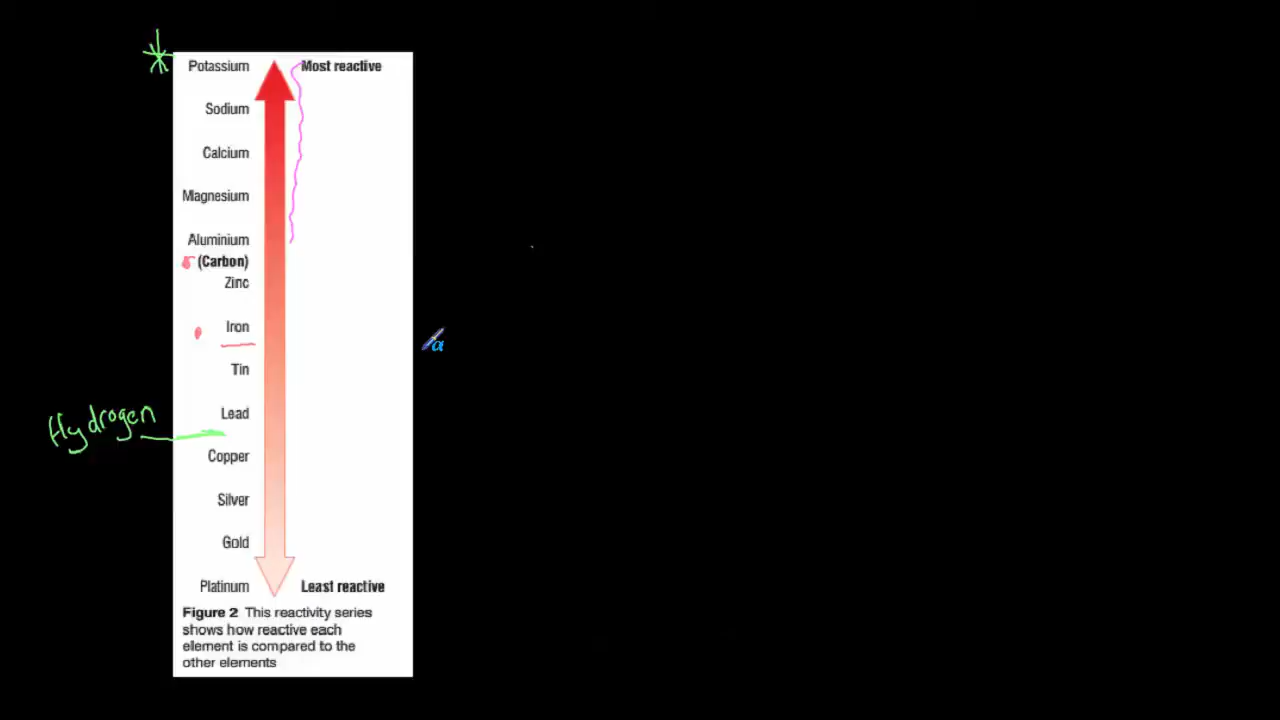 Potassium
Most reactive
Sodium
Calcium
Magnesium
Aluminium
(Carbon)
Zinc
Iron
Tin
Hydrogen
Lead
Copper
Silver
Gold
Platinum
Least reactive
Figure 2 This reactivity series
shows how reactive each
element is compared to the
other elements